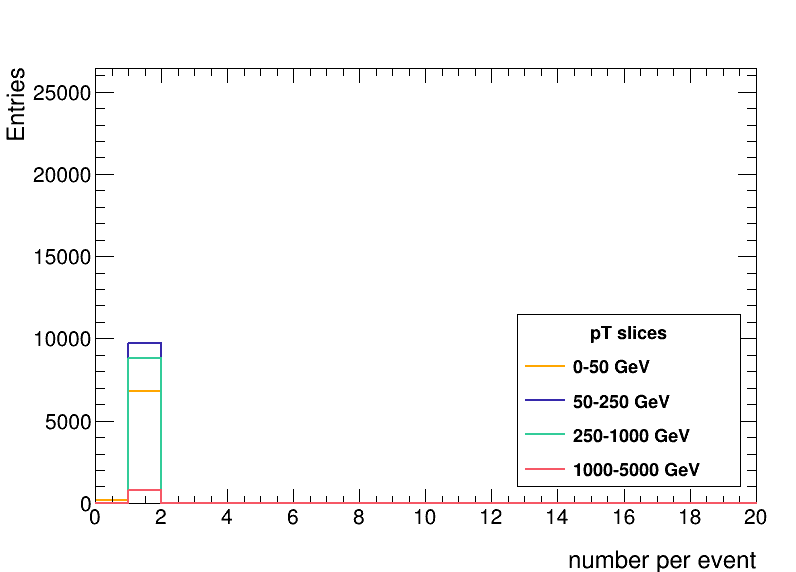 Entries
25000
20000
15000
10000
5000
0
pT slices
0-50 GeV
50-250 GeV
250-1000 GeV
1000-5000 GeV
0 2 4 6 8 10 12 14 16 18 20
number per event